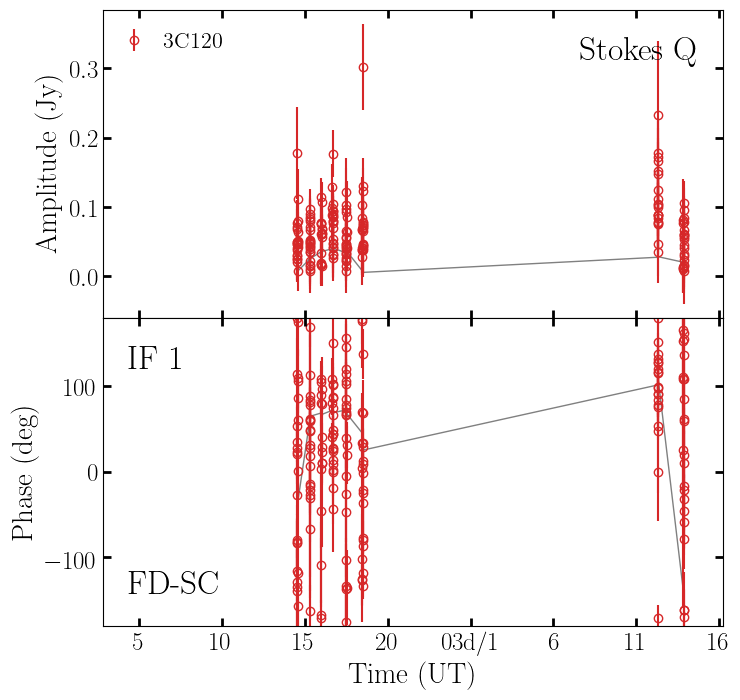 3C120
Stokes Q
0.3
0.2
0.1
0.0
Amplitude (Jy)
IF 1
100
0
−100
Phase (deg)
FD-SC
5 10 15 20 03d/1 6 11 16
Time (UT)